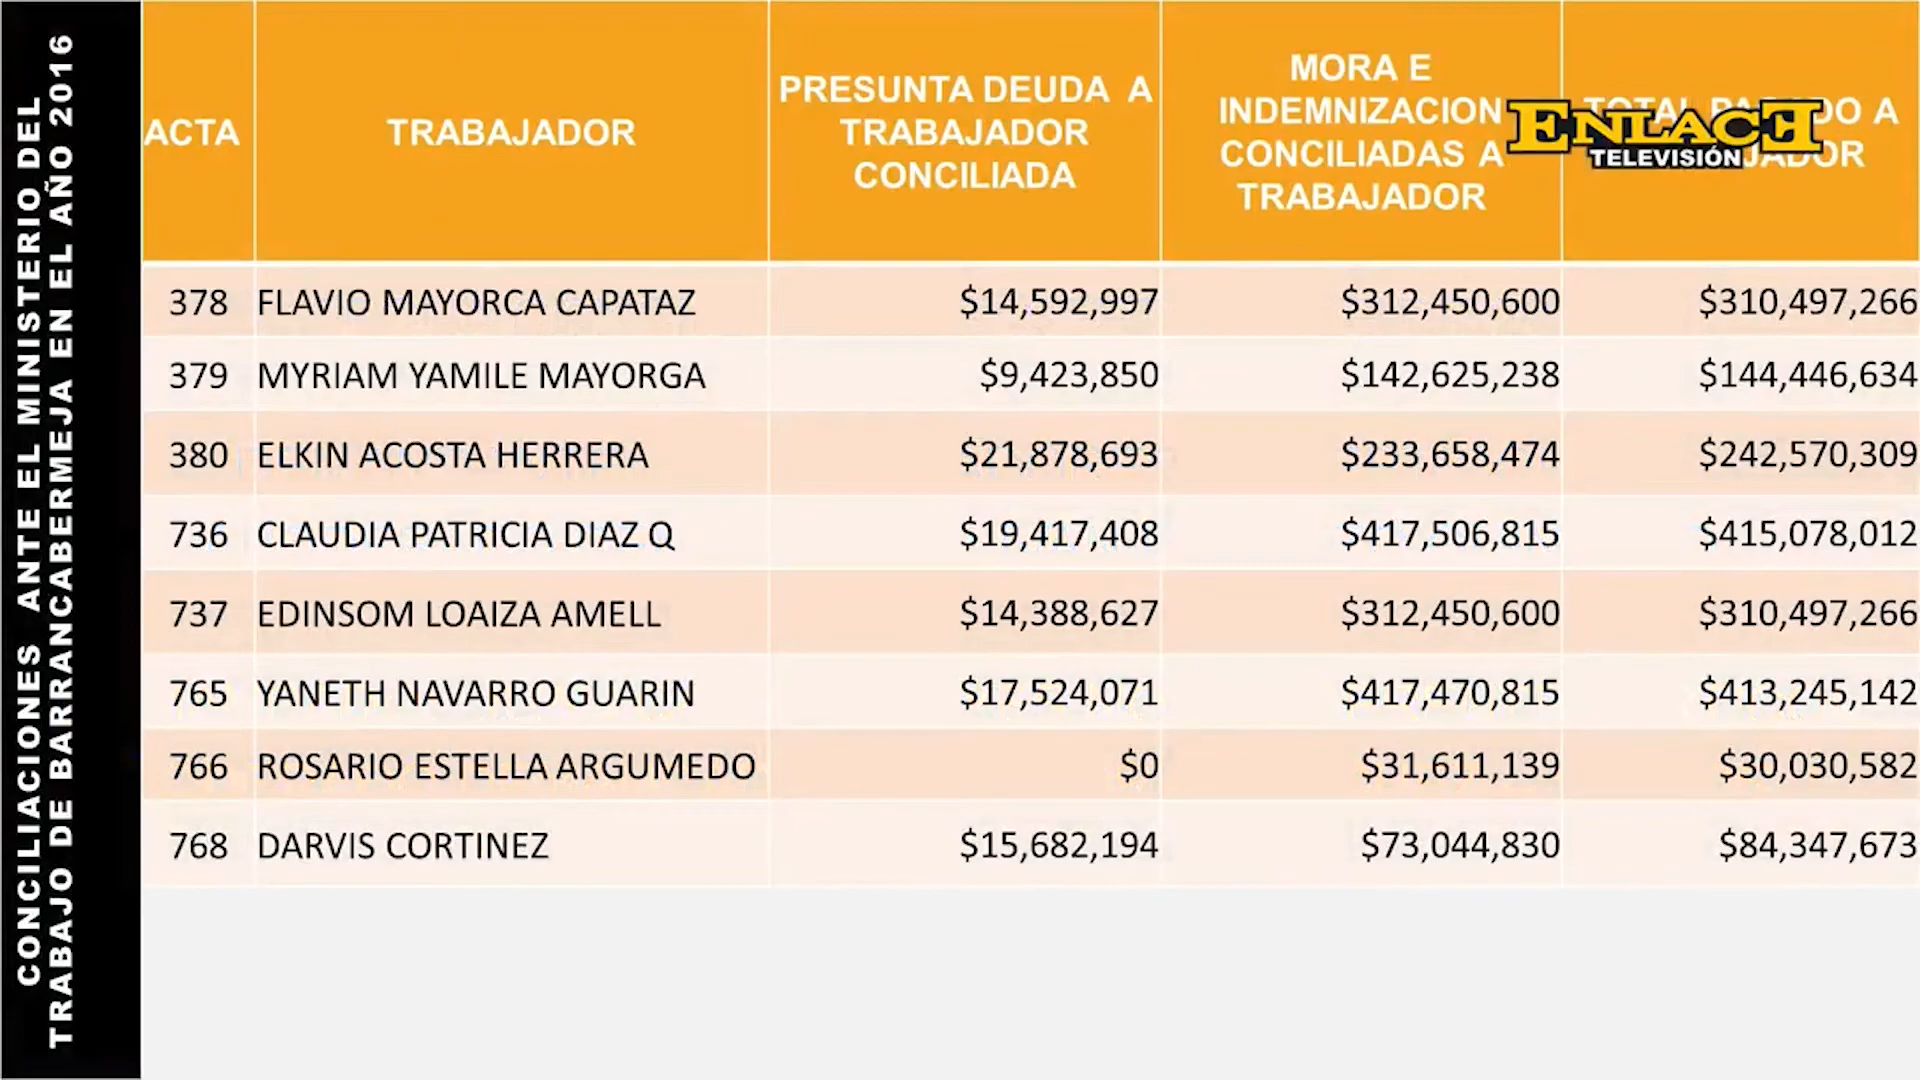 CONCILIACIONES ANTE EL MINISTERIO DEL
TRABAJO DE BARRANCABERMEJA EN EL AÑO 2016
ACTA
TRABAJADOR
PRESUNTA DEUDA A
TRABAJADOR
CONCILIADA
MORA E
INDEMNIZACION
CONCILIADAS A
TRABAJADOR
TOTAL A
ENLACE
TELEVISIÓN
378 FLAVIO MAYORCA CAPATAZ $14,592,997 $312,450,600 $310,497,266
379 MYRIAM YAMILE MAYORGA $9,423,850 $142,625,238 $144,446,634
380 ELKIN ACOSTA HERRERA $21,878,693 $233,658,474 $242,570,309
736 CLAUDIA PATRICIA DIAZ Q $19,417,408 $417,506,815 $415,078,012
737 EDINSOM LOAIZA AMELL $14,388,627 $312,450,600 $310,497,266
765 YANETH NAVARRO GUARIN $17,524,071 $417,470,815 $413,245,142
766 ROSARIO ESTELLA ARGUMEDO $0 $31,611,139 $30,030,582
768 DARVIS CORTINEZ $15,682,194 $73,044,830 $84,347,673